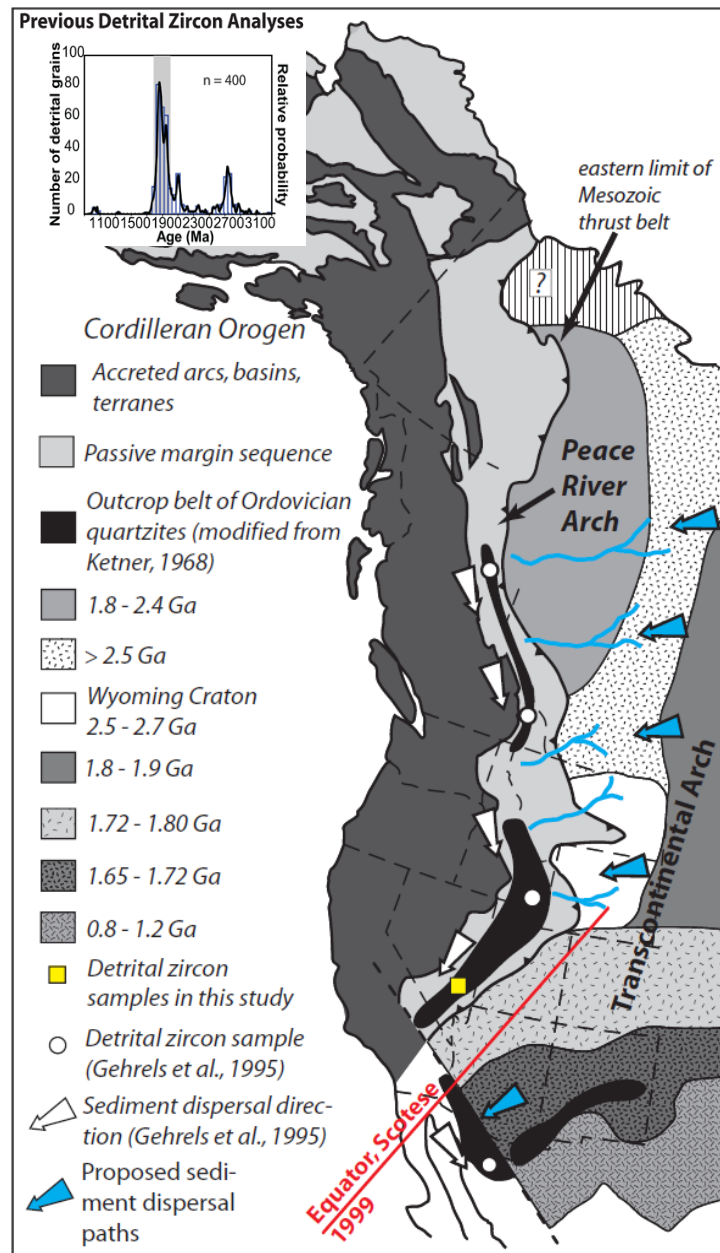 Previous Detrital Zircon Analyses
100
80
60
40
20
0
Number of detrital grains
n = 400
Relative probability
1100 1500 1900 2300 2700 3100
Age (Ma)
eastern limit of
Mesozoic
thrust belt
?
Cordilleran Orogen
Accreted arcs, basins,
terranes
Passive margin sequence
Outcrop belt of Ordovician
quartzites (modified from
Ketner, 1968)
1.8 - 2.4 Ga
> 2.5 Ga
Wyoming Craton
2.5 - 2.7 Ga
1.8 - 1.9 Ga
1.72 - 1.80 Ga
1.65 - 1.72 Ga
0.8 - 1.2 Ga
Detrital zircon
samples in this study
Detrital zircon sample
(Gehrels et al., 1995)
Sediment dispersal direc-
tion (Gehrels et al., 1995)
Proposed sedi-
ment dispersal
paths
Peace
River
Arch
Transcontinental Arch
Equator, Scotese
1999